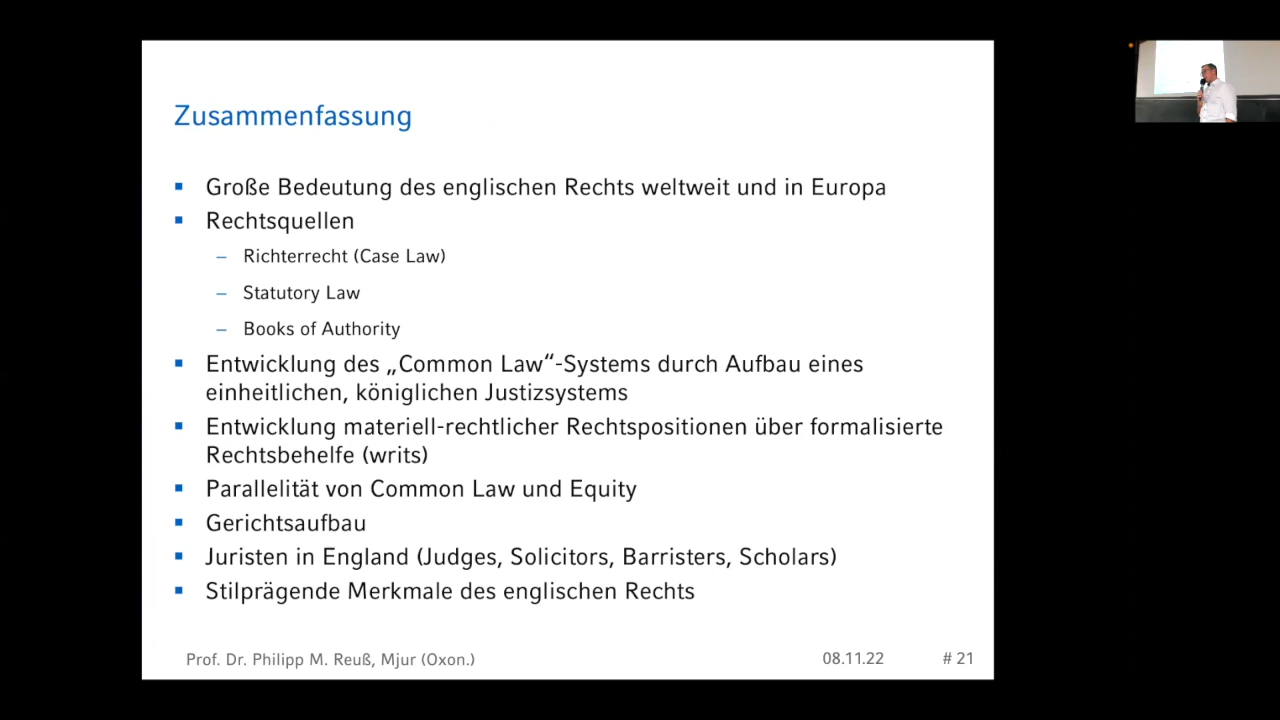 Zusammenfassung
▪ Große Bedeutung des englischen Rechts weltweit und in Europa
▪ Rechtsquellen
– Richterrecht (Case Law)
– Statutory Law
– Books of Authority
▪ Entwicklung des „Common Law“-Systems durch Aufbau eines
einheitlichen, königlichen Justizsystems
▪ Entwicklung materiell-rechtlicher Rechtspositionen über formalisierte
Rechtsbehelfe (writs)
▪ Parallelität von Common Law und Equity
▪ Gerichtsaufbau
▪ Juristen in England (Judges, Solicitors, Barristers, Scholars)
▪ Stilprägende Merkmale des englischen Rechts
Prof. Dr. Philipp M. Reuß, Mjur (Oxon.) 08.11.22 # 21